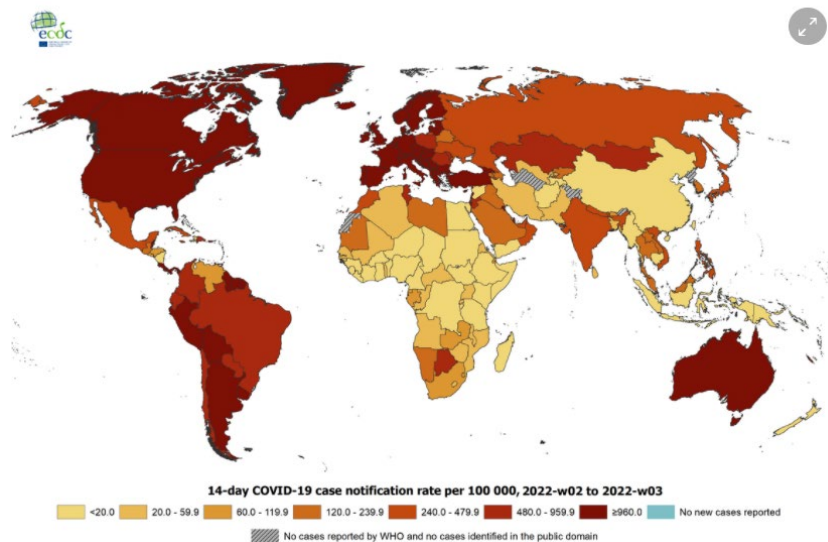 ecdc
14-day COVID-19 case notification rate per 100 000, 2022-w02 to 2022-w03
<20.0 20.0 - 59.9 60.0 - 119.9 120.0 - 239.9 240.0 - 479.9 480.0 - 959.9 ≥960.0 No new cases reported
No cases reported by WHO and no cases identified in the public domain